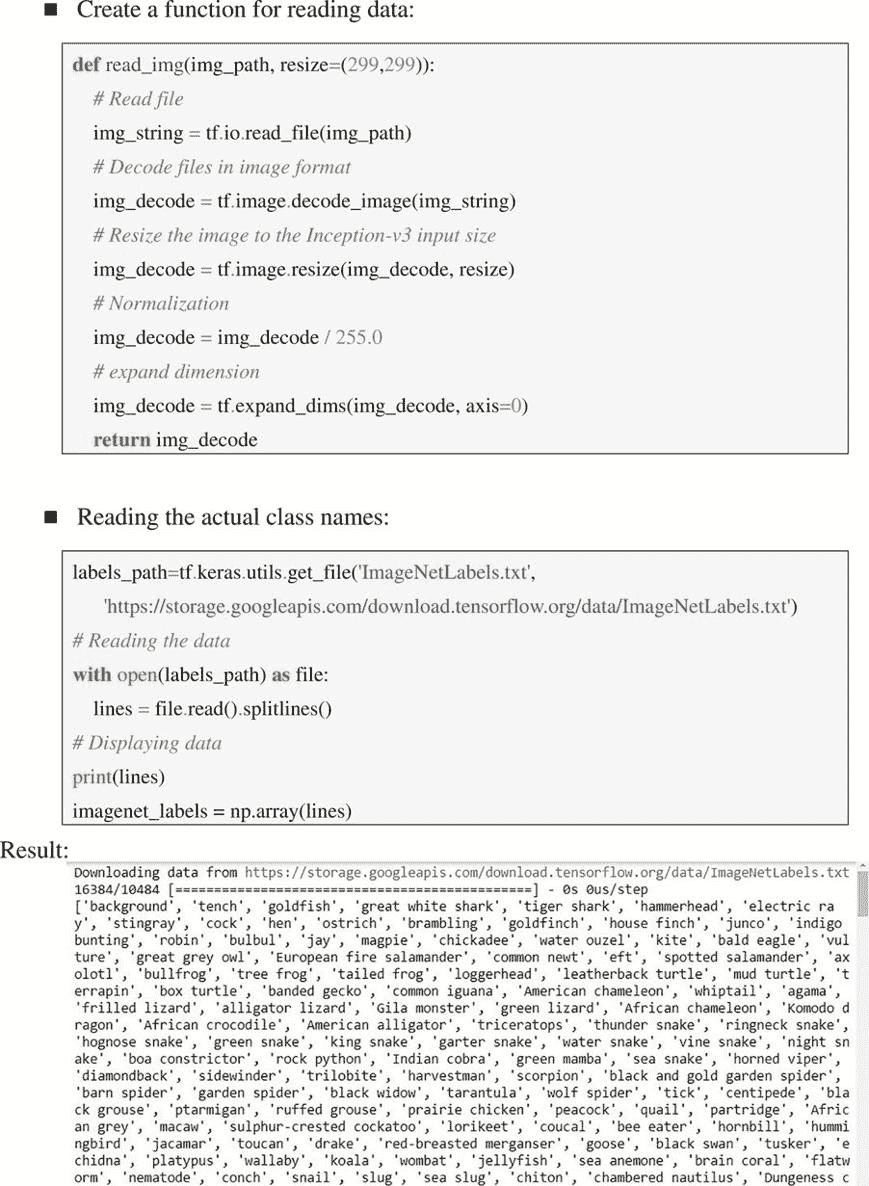 ■ Create a function for reading data:
def read_img(img_path, resize=(299,299)):
# Read file
img_string = tf.io.read_file(img_path)
# Decode files in image format
img_decode = tf.image.decode_image(img_string)
# Resize the image to the Inception-v3 input size
img_decode = tf.image.resize(img_decode, resize)
# Normalization
img_decode = img_decode / 255.0
# expand dimension
img_decode = tf.expand_dims(img_decode, axis=0)
return img_decode
■ Reading the actual class names:
labels_path=tf.keras.utils.get_file('ImageNetLabels.txt',
'https://storage.googleapis.com/download.tensorflow.org/data/ImageNetLabels.txt')
# Reading the data
with open(labels_path) as file:
lines = file.read().splitlines()
# Displaying data
print(lines)
imagenet_labels = np.array(lines)
Result:
Downloading data from https://storage.googleapis.com/download.tensorflow.org/data/ImageNetLabels.txt
16384/10484 [==============================================] - 0s 0us/step
['background', 'tench', 'goldfish', 'great white shark', 'tiger shark', 'hammerhead', 'electric ra
y', 'stingray', 'cock', 'hen', 'ostrich', 'brambling', 'goldfinch', 'house finch', 'junco', 'indigo
bunting', 'robin', 'bulbul', 'jay', 'magpie', 'chickadee', 'water ouzel', 'kite', 'bald eagle', 'vul
ture', 'great grey owl', 'European fire salamander', 'common newt', 'eft', 'spotted salamander', 'ax
olotl', 'bullfrog', 'tree frog', 'tailed frog', 'loggerhead', 'leatherback turtle', 'mud turtle', 't
errapin', 'box turtle', 'banded gecko', 'common iguana', 'American chameleon', 'whiptail', 'agama',
'frilled lizard', 'alligator lizard', 'Gila monster', 'green lizard', 'African chameleon', 'Komodo d
ragon', 'African crocodile', 'American alligator', 'triceratops', 'thunder snake', 'ringneck snake',
'hognose snake', 'green snake', 'king snake', 'garter snake', 'water snake', 'vine snake', 'night sn
ake', 'boa constrictor', 'rock python', 'Indian cobra', 'green mamba', 'sea snake', 'horned viper',
'diamondback', 'sidewinder', 'trilobite', 'harvestman', 'scorpion', 'black and gold garden spider',
'barn spider', 'garden spider', 'black widow', 'tarantula', 'wolf spider', 'tick', 'centipede', 'bla
ck grouse', 'ptarmigan', 'ruffed grouse', 'prairie chicken', 'peacock', 'quail', 'partridge', 'Afric
an grey', 'macaw', 'sulphur-crested cockatoo', 'lorikeet', 'coucal', 'bee eater', 'hornbill', 'hummi
ngbird', 'jacamar', 'toucan', 'drake', 'red-breasted merganser', 'goose', 'black swan', 'tusker', 'e
chidna', 'platypus', 'wallaby', 'koala', 'wombat', 'jellyfish', 'sea anemone', 'brain coral', 'flatw
orm', 'nematode', 'conch', 'snail', 'slug', 'sea slug', 'chiton', 'chambered nautilus', 'Dungeness c